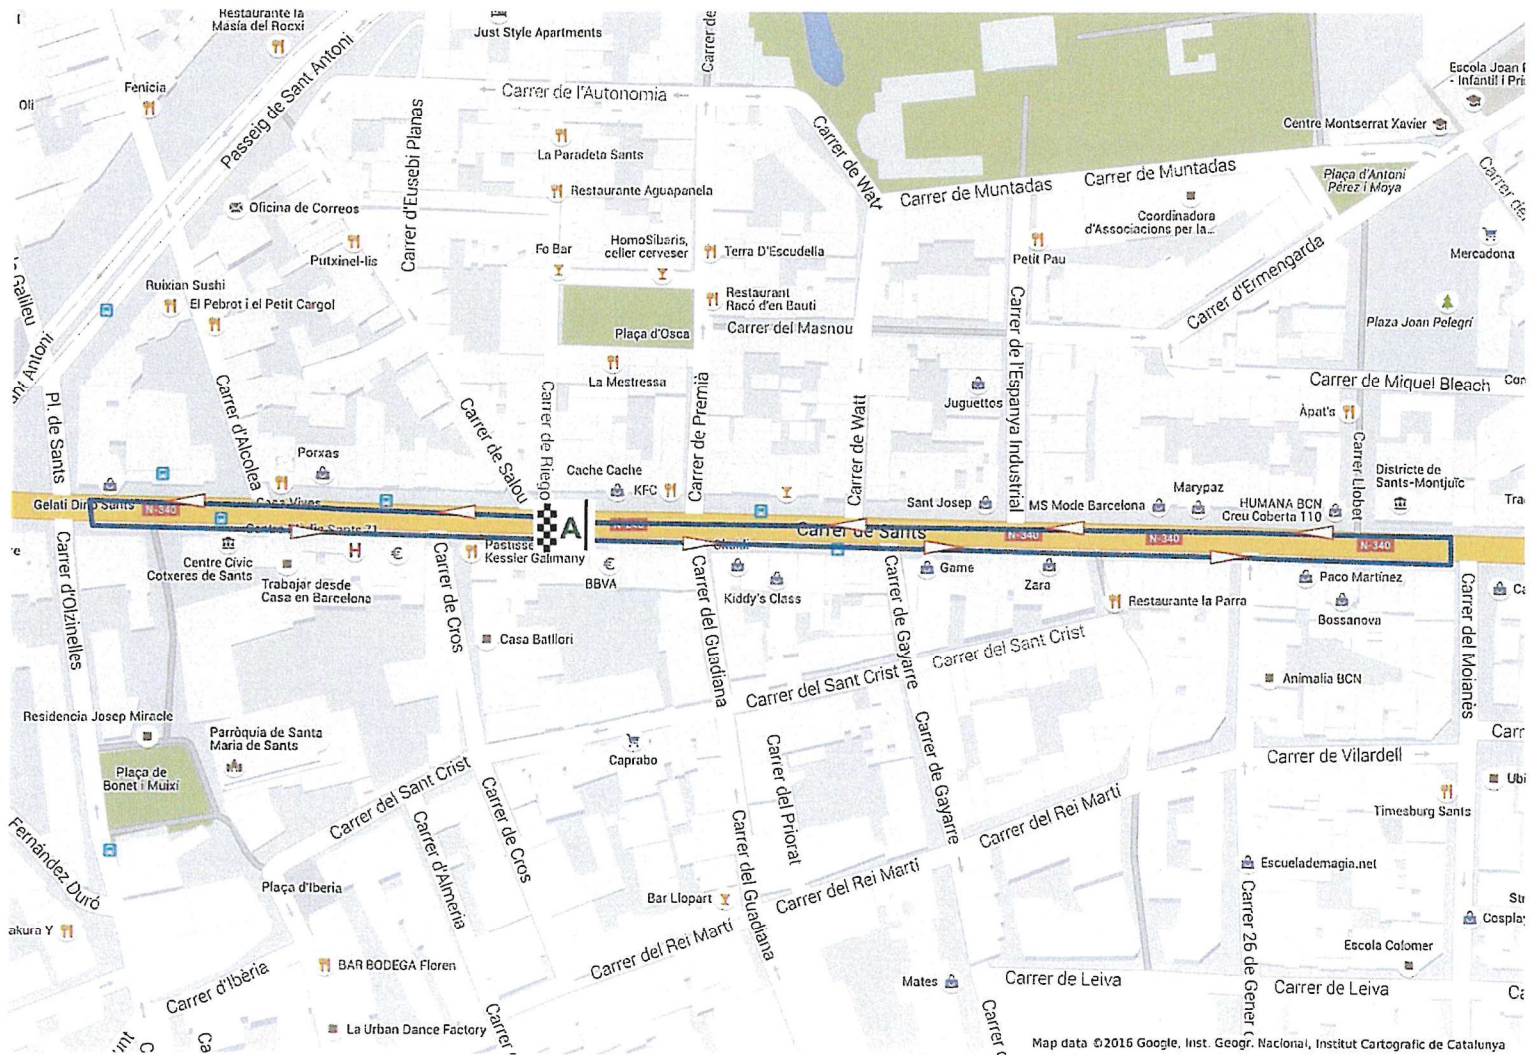 Restaurante la
Masía del Rocxi
Just Style Apartments
Carrer de
Fenicia
Oli
Passeig de Sant Antoni
Carrer de l'Autonomia
Carrer d'Eusebi Planas
La Paradeta Sants
Restaurante Aguapanela
Carrer de Watt
Escola Joan
- Infantil i Pri
Centre Montserrat Xavier
Carrer de Muntadas
Carrer de Muntadas
Plaça d'Antoni
Pérez i Moya
Coordinadora
d'Associacions per la...
Oficina de Correos
Putxinel·lis
Fo Bar
HomoSibaris,
celler cerveser
Terra D'Escudella
Petit Pau
Mercadona
Carrer d'Ermengarda
Galileu
Ruixian Sushi
El Pebrot i el Petit Cargol
Restaurant
Racó d'en Bauti
Plaça d'Osca
Carrer del Masnou
Plaza Joan Pelegrí
Antoni
Pl. de Sants
Carrer d'Alcolea
La Mestressa
Carrer de Salou
Carrer de Riego
Carrer de Premia
Carrer de Watt
Juguettos
Carrer de l'Espanya Industrial
Carrer de Miquel Bleach
Àpat's
Carrer Llobet
Porxas
Cache Cache
KFC
Sant Josep
MS Mode Barcelona
Marypaz
HUMANA BCN
Creu Coberta 110
Districte de
Sants-Montjuïc
Gelati Dino Sants
N-340
Casa Vives
A
Carrer de Sants
N-340
N-340
N-340
Centre Cívic
Cotxeres de Sants
H
€
Trabajar desde
Casa en Barcelona
Kessler Galimany
€
BBVA
Kiddy's Class
Game
Zara
Restaurante la Parra
Paco Martínez
Bossanova
Carrer d'Olzinelles
Carrer de Cros
Casa Batllori
Carrer del Guadiana
Carrer de Gayarre
Carrer del Sant Crist
Carrer del Sant Crist
Animalia BCN
Carrer del Moianès
Residencia Josep Miracle
Parròquia de Santa
Maria de Sants
Plaça de
Bonet i Muixí
Caprabo
Carrer del Priorat
Carrer de Gayarre
Carrer de Vilardell
Carrer del Sant Crist
Carrer de Cros
Carrer d'Almeria
Carrer del Guadiana
Carrer del Rei Martí
Timesburg Sants
Fernández Duró
Plaça d'Iberia
Bar Llopart
Carrer del Rei Martí
Escuelademagia.net
Carrer 26 de Gener
BAR BODEGA Floren
Carrer del Rei Martí
Escola Colomer
Carrer d'Ibèria
Mates
Carrer de Leiva
Carrer de Leiva
La Urban Dance Factory
Map data ©2016 Google, Inst. Geogr. Nacional, Institut Cartografic de Catalunya